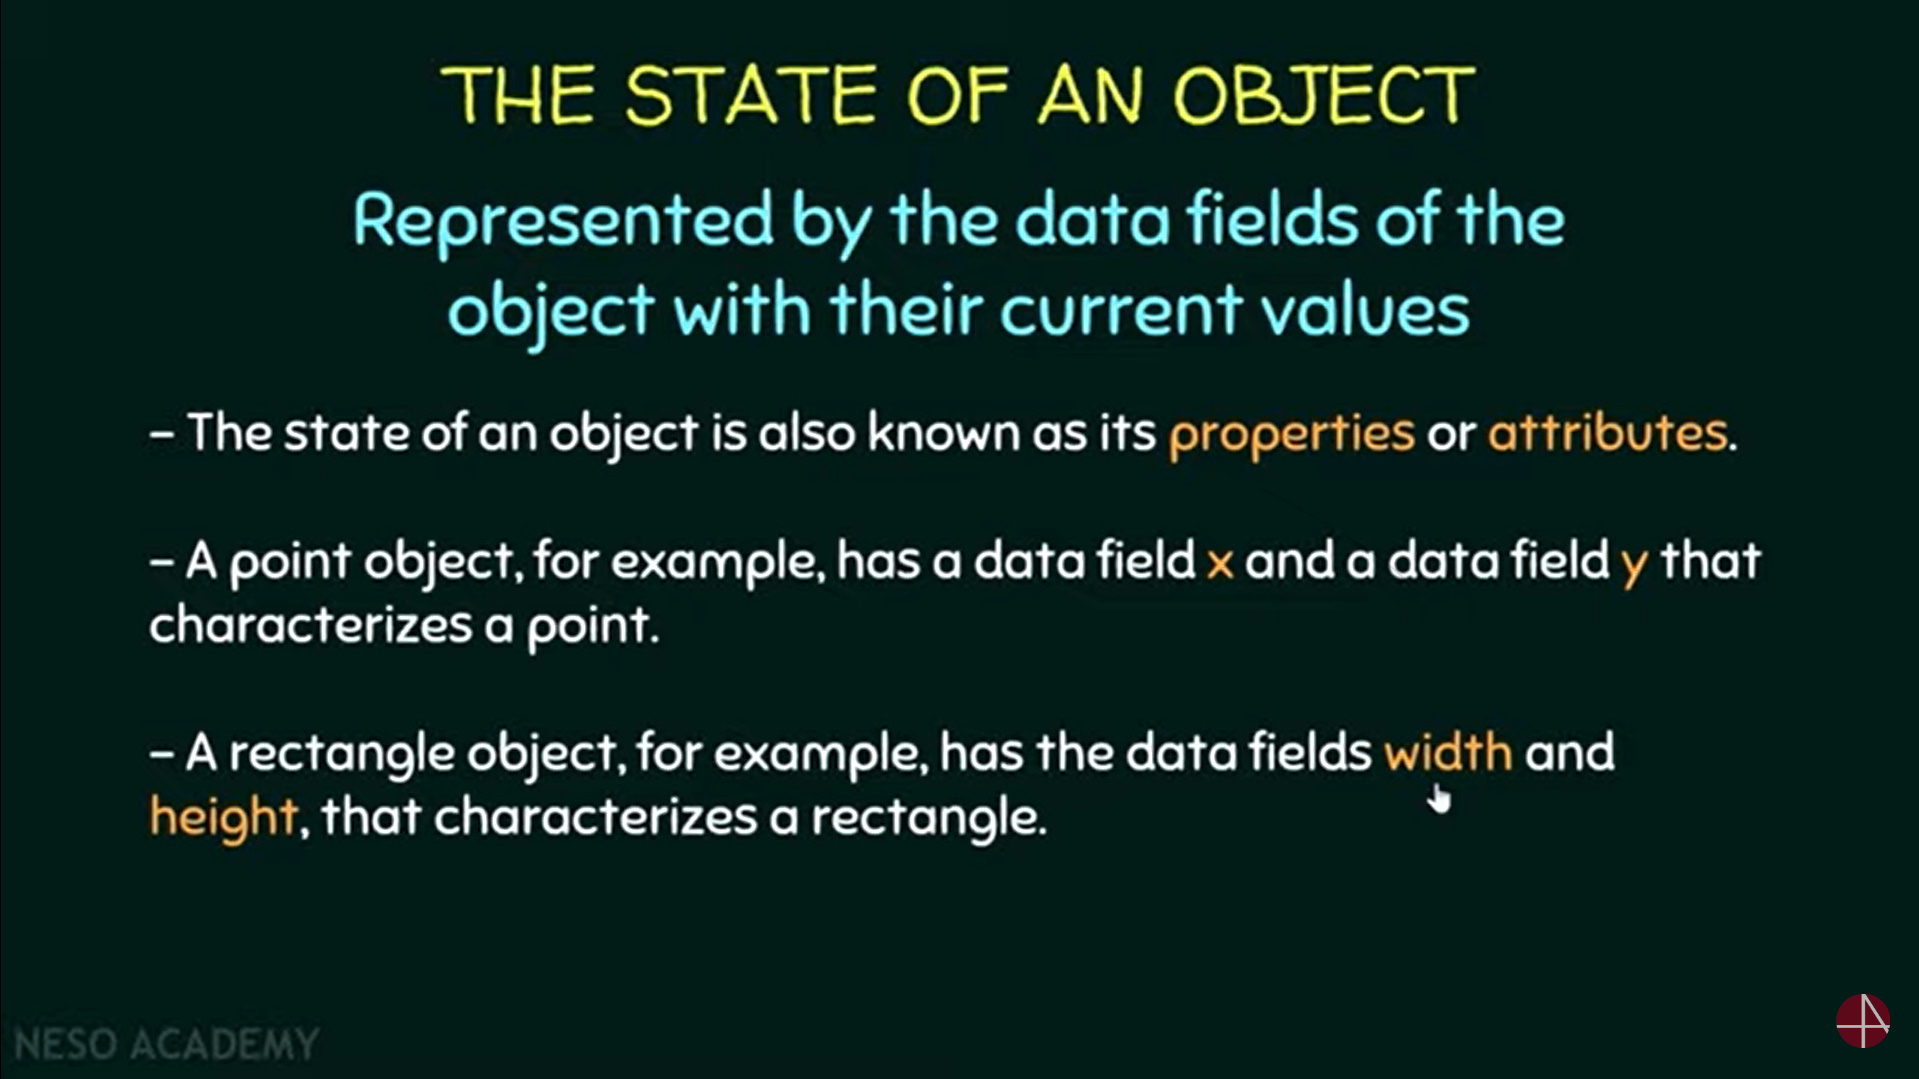 THE STATE OF AN OBJECT
Represented by the data fields of the
object with their current values
– The state of an object is also known as its properties or attributes.
– A point object, for example, has a data field x and a data field y that
characterizes a point.
– A rectangle object, for example, has the data fields width and
height, that characterizes a rectangle.
NESO ACADEMY